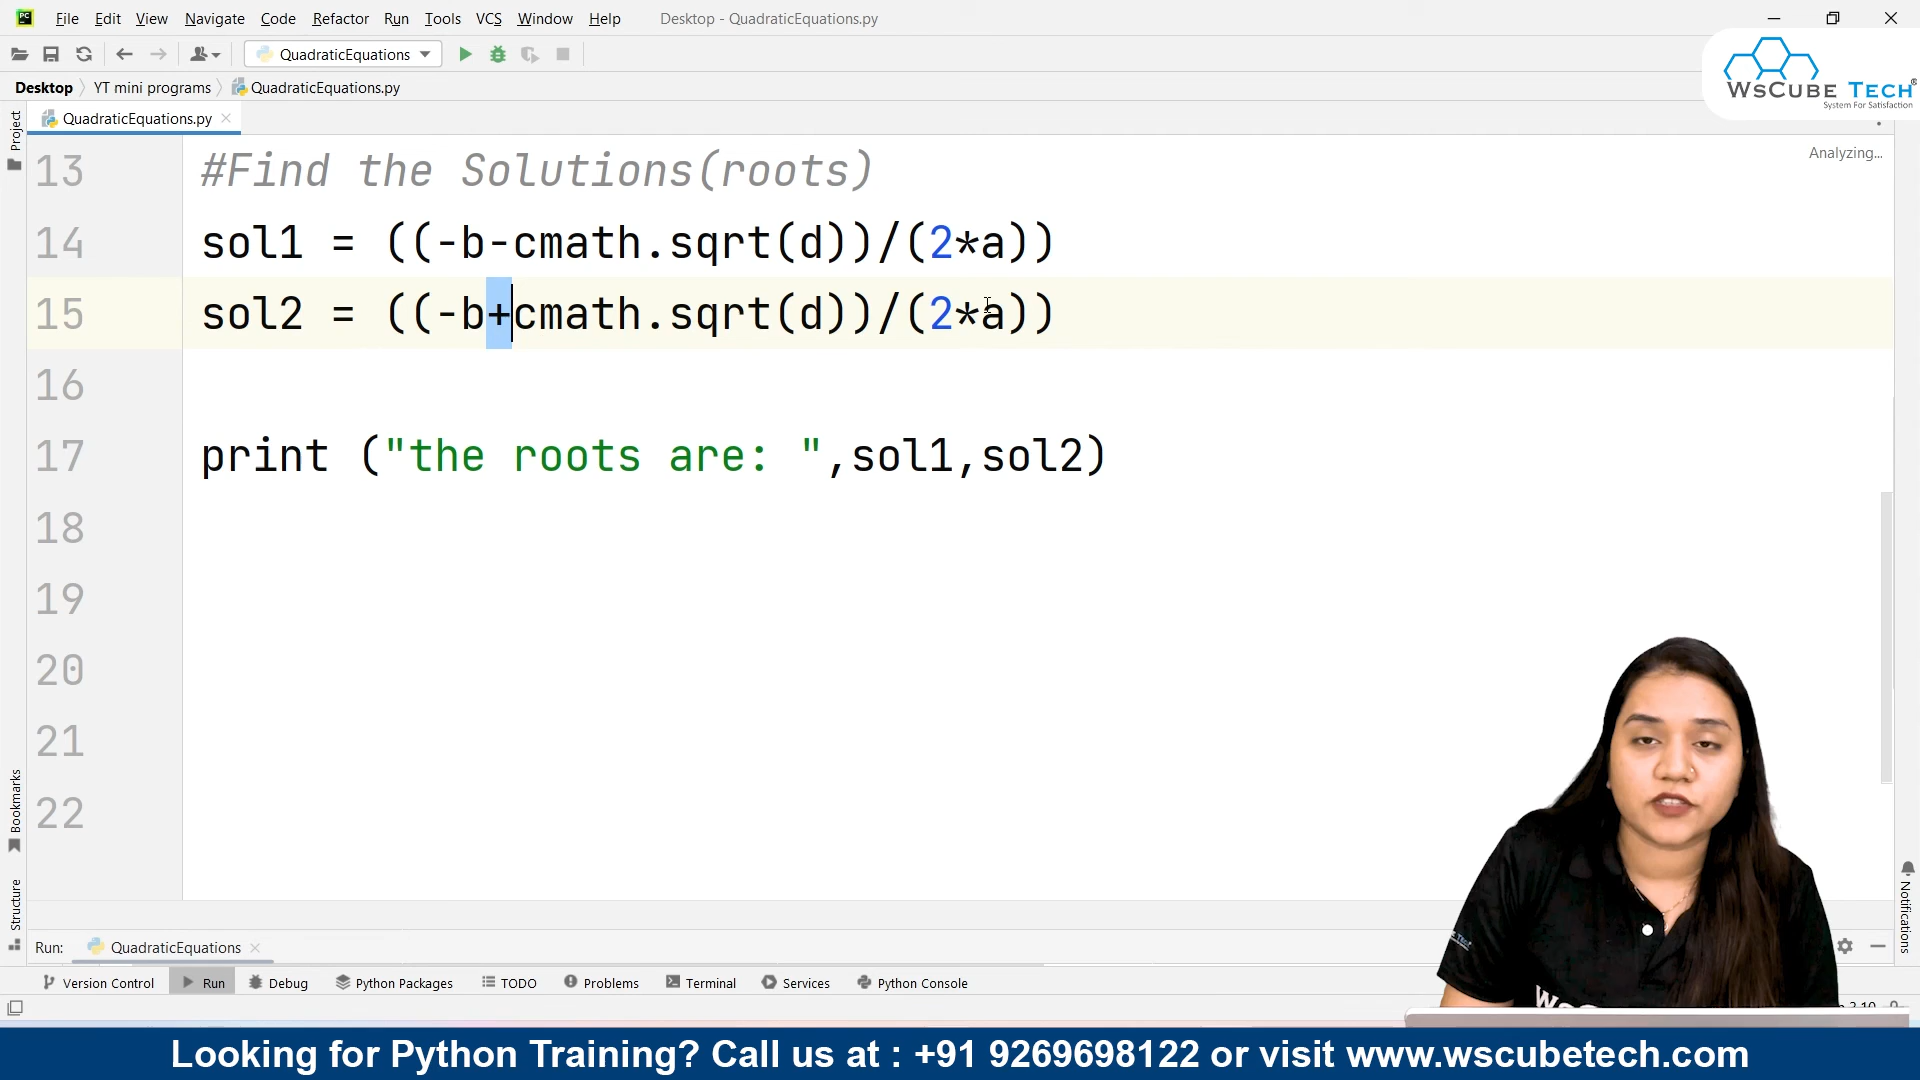 File Edit View Navigate Code Refactor Run Tools VCS Window Help Desktop - QuadraticEquations.py
QuadraticEquations
Desktop YT mini programs QuadraticEquations.py
WsCube Tech®
System For Satisfaction
QuadraticEquations.py
Project
Analyzing...
13 #Find the Solutions(roots)
14 sol1 = ((-b-cmath.sqrt(d))/(2*a))
15 sol2 = ((-b+cmath.sqrt(d))/(2*a))
16
17 print ("the roots are: ",sol1,sol2)
18
19
20
21
22
Bookmarks
Structure
Notifications
Run: QuadraticEquations
Version Control Run Debug Python Packages TODO Problems Terminal Services Python Console
Looking for Python Training? Call us at : +91 9269698122 or visit www.wscubetech.com